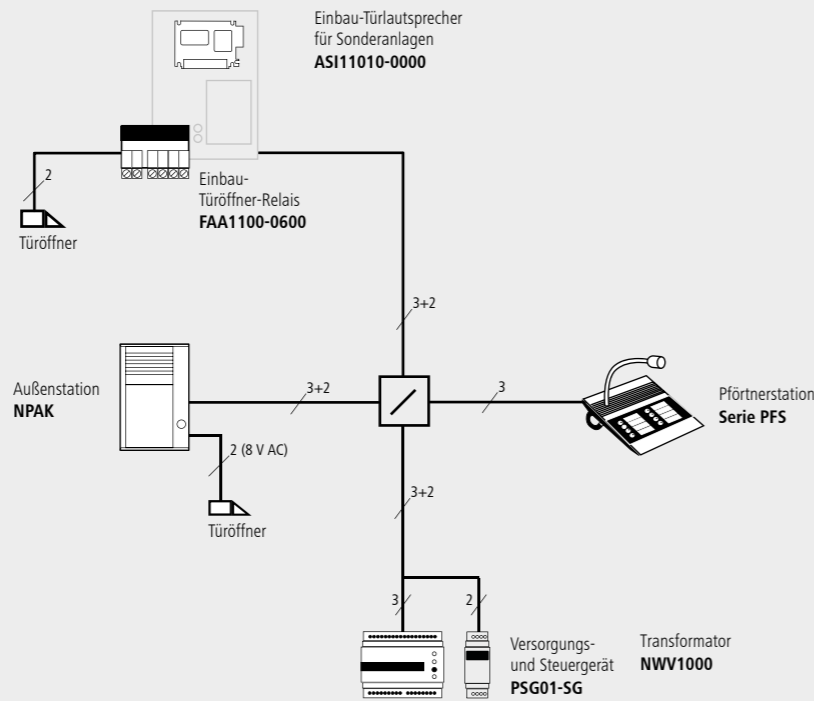 Einbau-Türlautsprecher
für Sonderanlagen
ASI11010-0000
2
Einbau-
Türöffner-Relais
FAA1100-0600
Türöffner
3+2
Außenstation
NPAK
3+2
3
Pförtnerstation
Serie PFS
2 (8 V AC)
3+2
Türöffner
3
2
Versorgungs-
und Steuergerät
PSG01-SG
Transformator
NWV1000